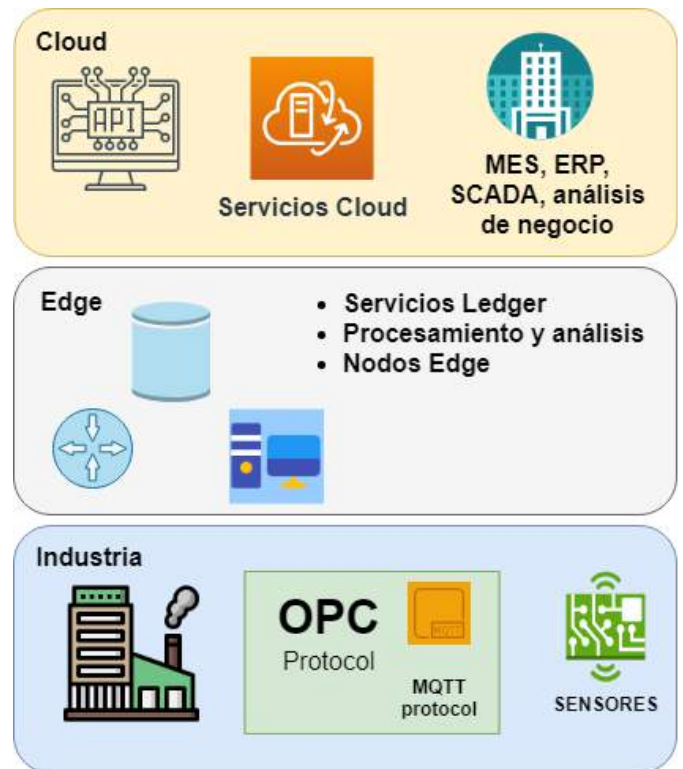 Cloud
API
Servicios Cloud
MES, ERP,
SCADA, análisis
de negocio
Edge
• Servicios Ledger
• Procesamiento y análisis
• Nodos Edge
Industria
OPC
Protocol
MQTT
MQTT
protocol
SENSORES